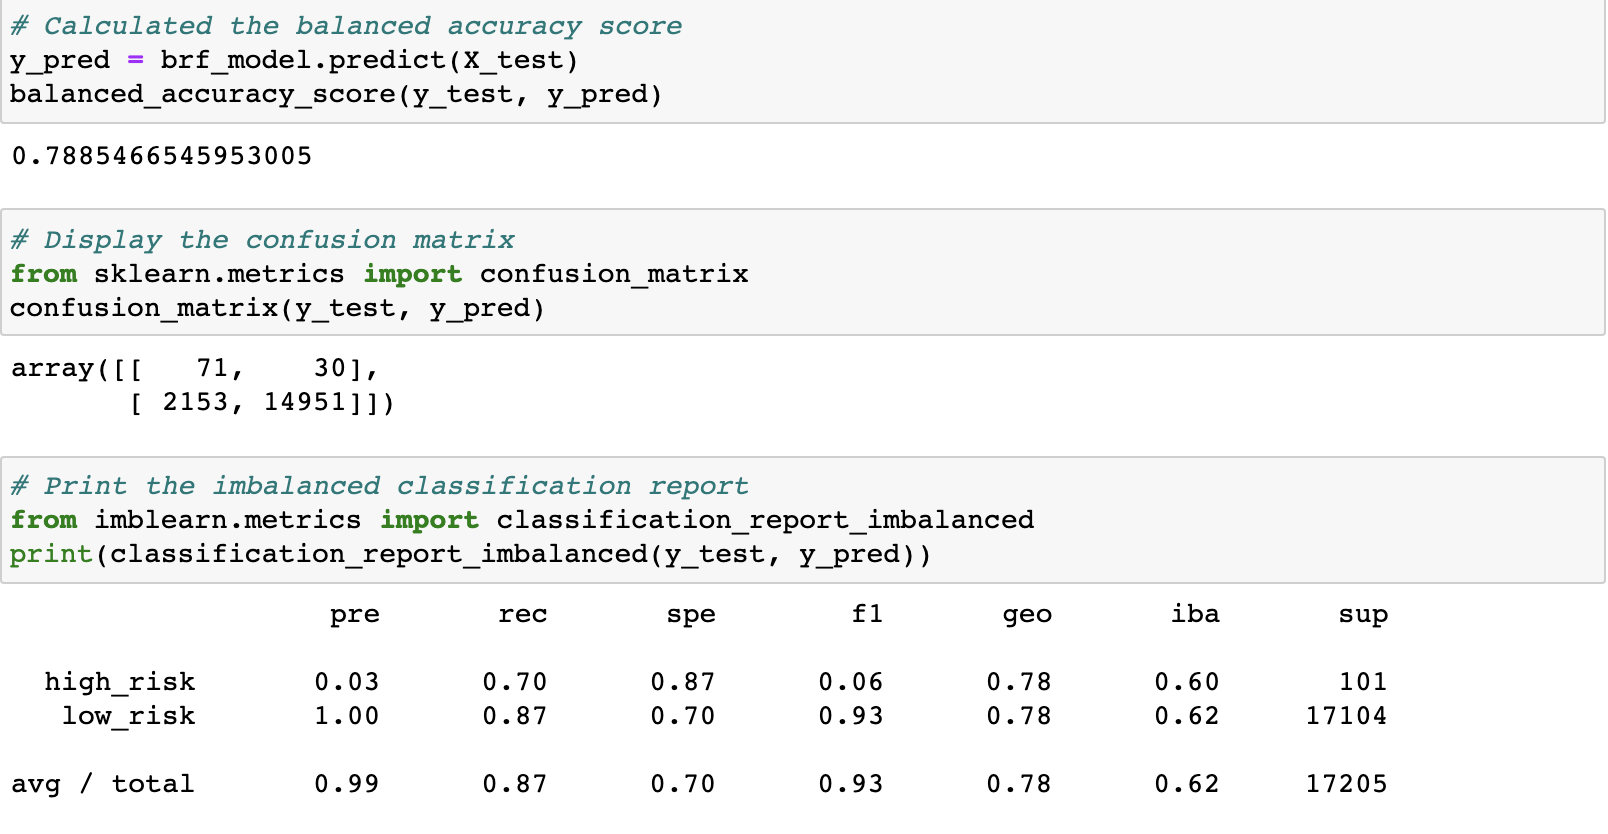 # Calculated the balanced accuracy score
y_pred = brf_model.predict(X_test)
balanced_accuracy_score(y_test, y_pred)
0.7885466545953005
# Display the confusion matrix
from sklearn.metrics import confusion_matrix
confusion_matrix(y_test, y_pred)
array([[   71,    30],
       [ 2153, 14951]])
# Print the imbalanced classification report
from imblearn.metrics import classification_report_imbalanced
print(classification_report_imbalanced(y_test, y_pred))
                   pre       rec       spe        f1       geo       iba       sup
  high_risk       0.03      0.70      0.87      0.06      0.78      0.60       101
   low_risk       1.00      0.87      0.70      0.93      0.78      0.62     17104
avg / total       0.99      0.87      0.70      0.93      0.78      0.62     17205